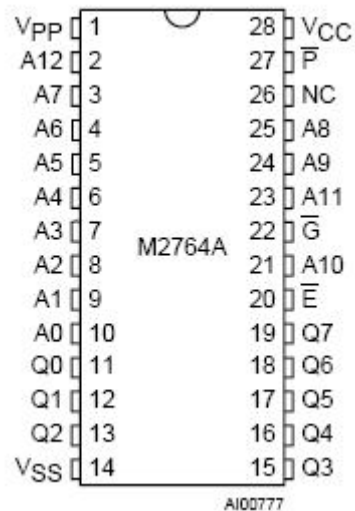 VPP 1 28 VCC
A12 2 27 P̅
A7 3 26 NC
A6 4 25 A8
A5 5 24 A9
A4 6 23 A11
A3 7 22 G̅
A2 8 M2764A 21 A10
A1 9 20 E̅
A0 10 19 Q7
Q0 11 18 Q6
Q1 12 17 Q5
Q2 13 16 Q4
VSS 14 15 Q3
AI00777